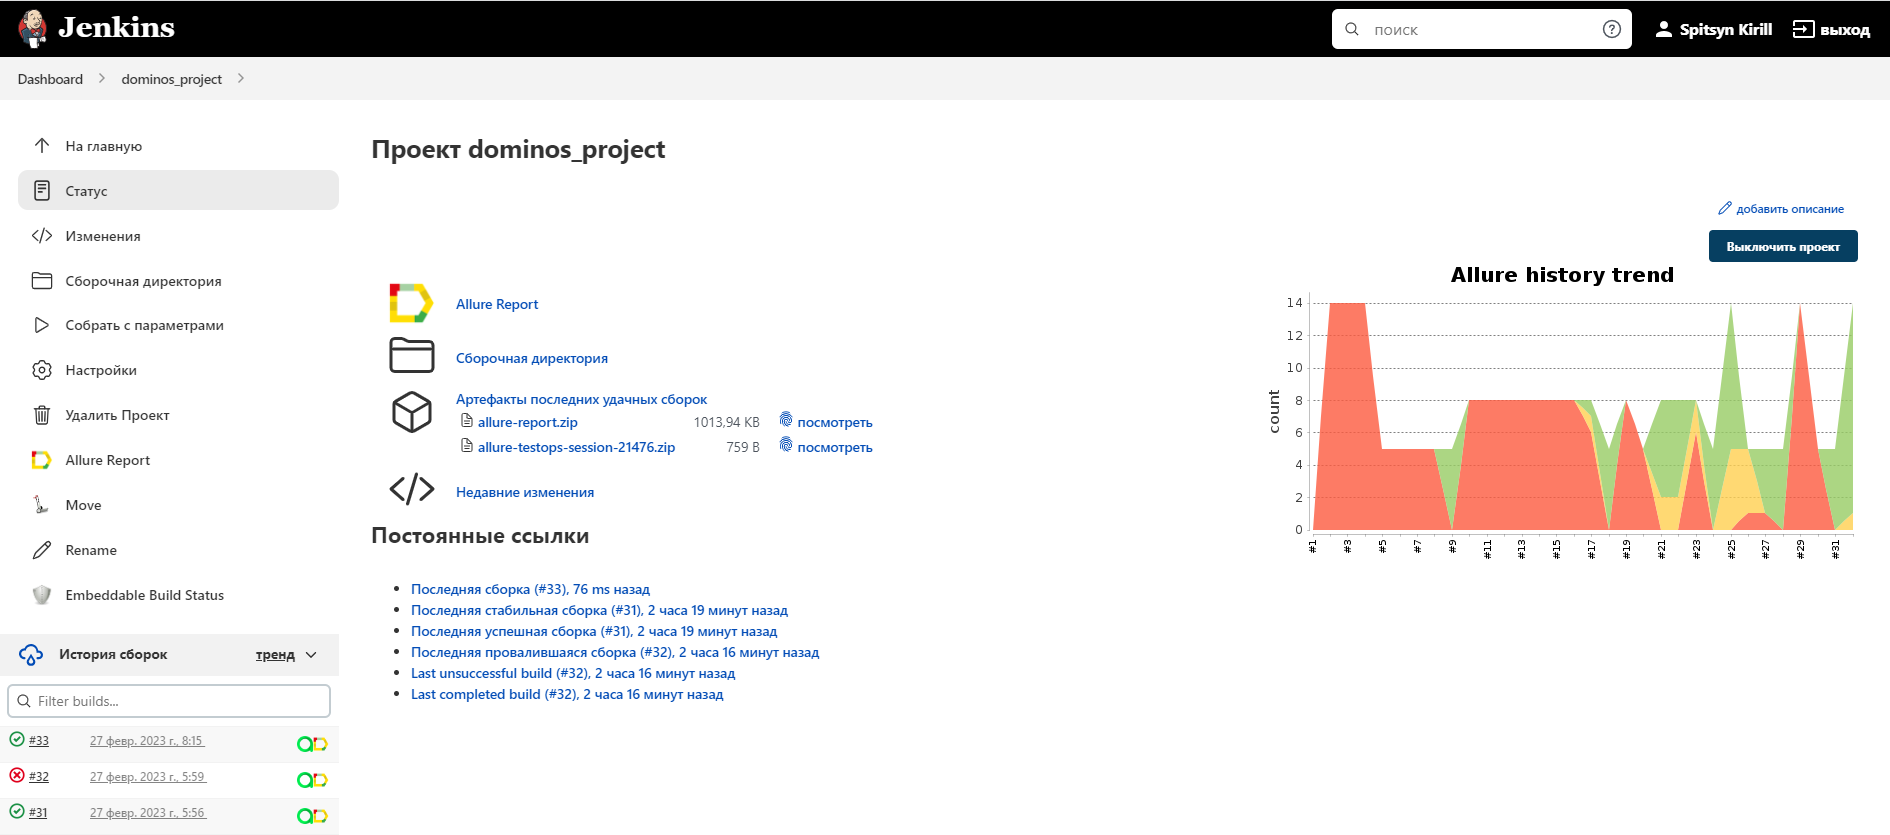 Jenkins
поиск
Spitsyn Kirill
выход
Dashboard
dominos_project
На главную
Статус
Изменения
Сборочная директория
Собрать с параметрами
Настройки
Удалить Проект
Allure Report
Move
Rename
Embeddable Build Status
История сборок
тренд
Filter builds...
#33
27 февр. 2023 г., 8:15
#32
27 февр. 2023 г., 5:59
#31
27 февр. 2023 г., 5:56
Проект dominos_project
добавить описание
Выключить проект
Allure Report
Сборочная директория
Артефакты последних удачных сборок
allure-report.zip 1013,94 KB посмотреть
allure-testops-session-21476.zip 759 B посмотреть
Недавние изменения
Постоянные ссылки
Последняя сборка (#33), 76 ms назад
Последняя стабильная сборка (#31), 2 часа 19 минут назад
Последняя успешная сборка (#31), 2 часа 19 минут назад
Последняя провалившаяся сборка (#32), 2 часа 16 минут назад
Last unsuccessful build (#32), 2 часа 16 минут назад
Last completed build (#32), 2 часа 16 минут назад
Allure history trend
count
14
12
10
8
6
4
2
0
#1 #3 #5 #7 #9 #11 #13 #15 #17 #19 #21 #23 #25 #27 #29 #31